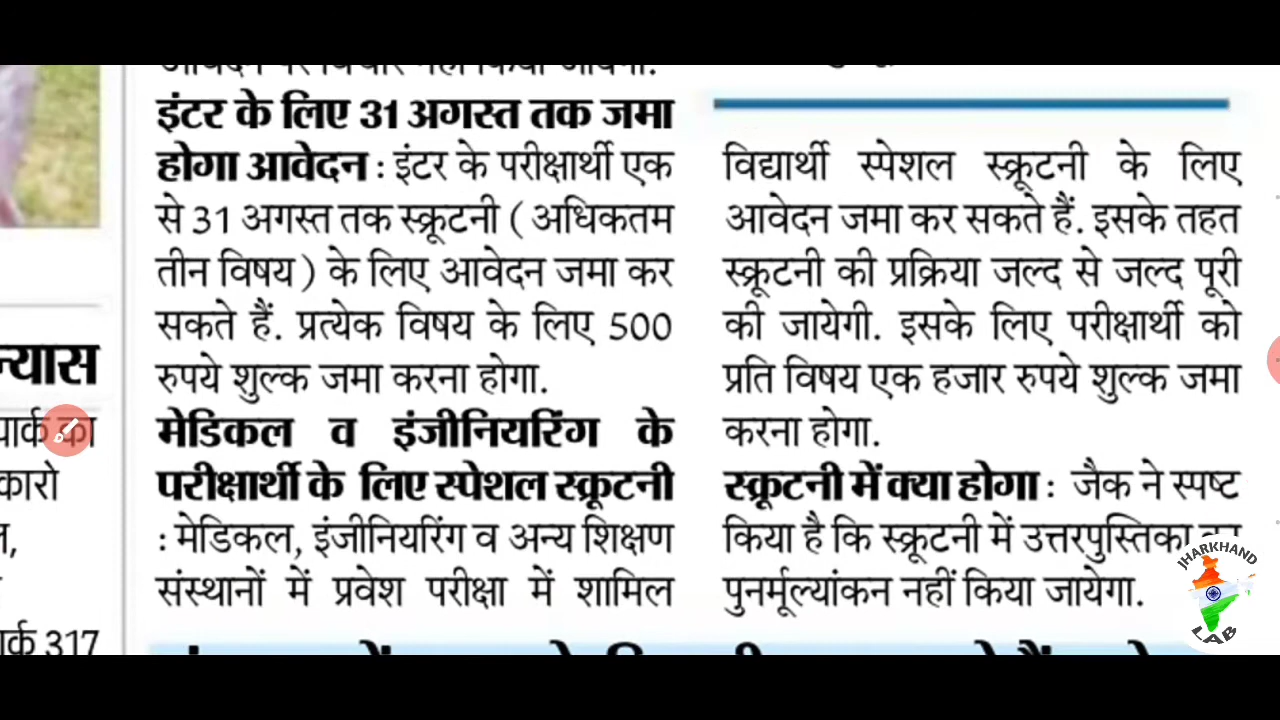 इंटर के लिए 31 अगस्त तक जमा
होगा आवेदन : इंटर के परीक्षार्थी एक
से 31 अगस्त तक स्क्रूटनी ( अधिकतम
तीन विषय ) के लिए आवेदन जमा कर
सकते हैं. प्रत्येक विषय के लिए 500
रुपये शुल्क जमा करना होगा.
मेडिकल व इंजीनियरिंग के
परीक्षार्थी के लिए स्पेशल स्क्रूटनी
: मेडिकल, इंजीनियरिंग व अन्य शिक्षण
संस्थानों में प्रवेश परीक्षा में शामिल
विद्यार्थी स्पेशल स्क्रूटनी के लिए
आवेदन जमा कर सकते हैं. इसके तहत
स्क्रूटनी की प्रक्रिया जल्द से जल्द पूरी
की जायेगी. इसके लिए परीक्षार्थी को
प्रति विषय एक हजार रुपये शुल्क जमा
करना होगा.
स्क्रूटनी में क्या होगा : जैक ने स्पष्ट
किया है कि स्क्रूटनी में उत्तरपुस्तिका
पुनर्मूल्यांकन नहीं किया जायेगा.
317
JHARKHAND
LAB